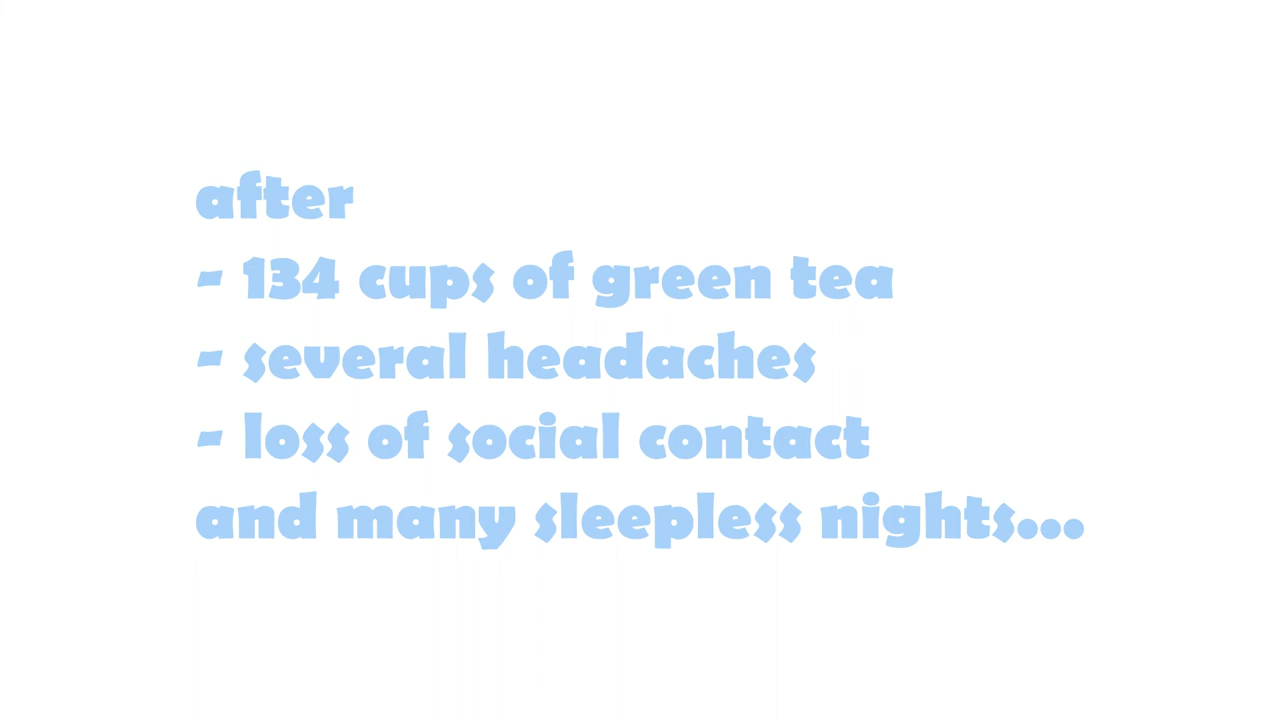 after
- 134 cups of green tea
- several headaches
- loss of social contact
and many sleepless nights...